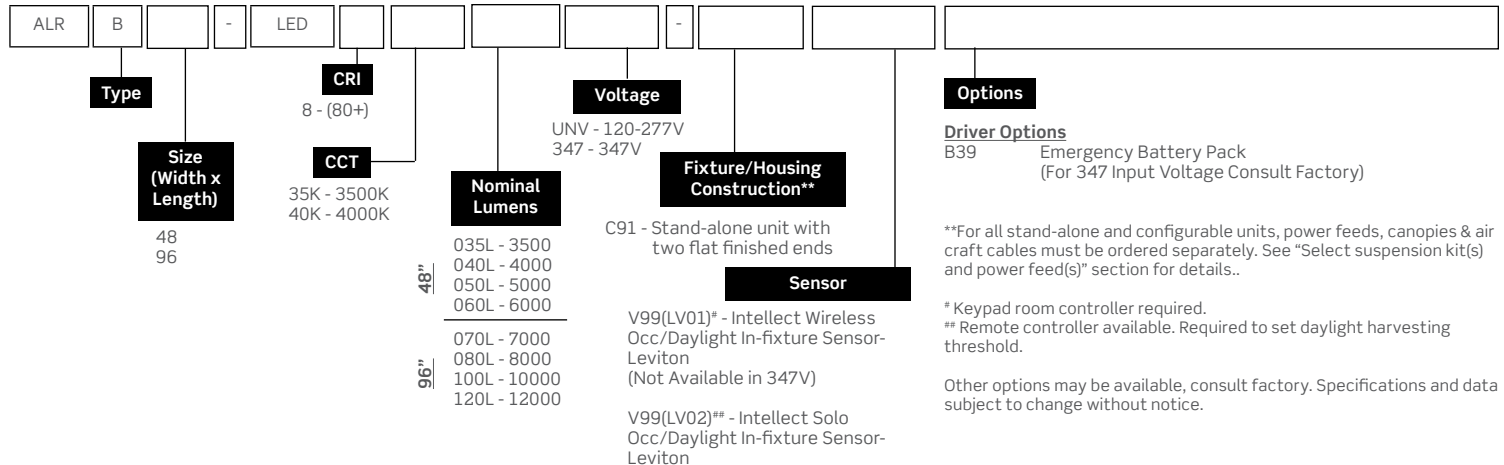 ALR B - LED -
Type
Size
(Width x
Length)
48
96
CRI
8 - (80+)
CCT
35K - 3500K
40K - 4000K
Nominal
Lumens
48”
035L - 3500
040L - 4000
050L - 5000
060L - 6000
96”
070L - 7000
080L - 8000
100L - 10000
120L - 12000
Voltage
UNV - 120-277V
347 - 347V
Fixture/Housing
Construction**
C91 - Stand-alone unit with
two flat finished ends
Sensor
V99(LV01)# - Intellect Wireless
Occ/Daylight In-fixture Sensor-
Leviton
(Not Available in 347V)
V99(LV02)## - Intellect Solo
Occ/Daylight In-fixture Sensor-
Leviton
Options
Driver Options
B39 Emergency Battery Pack
(For 347 Input Voltage Consult Factory)
**For all stand-alone and configurable units, power feeds, canopies & air
craft cables must be ordered separately. See “Select suspension kit(s)
and power feed(s)” section for details..
# Keypad room controller required.
## Remote controller available. Required to set daylight harvesting
threshold.
Other options may be available, consult factory. Specifications and data
subject to change without notice.